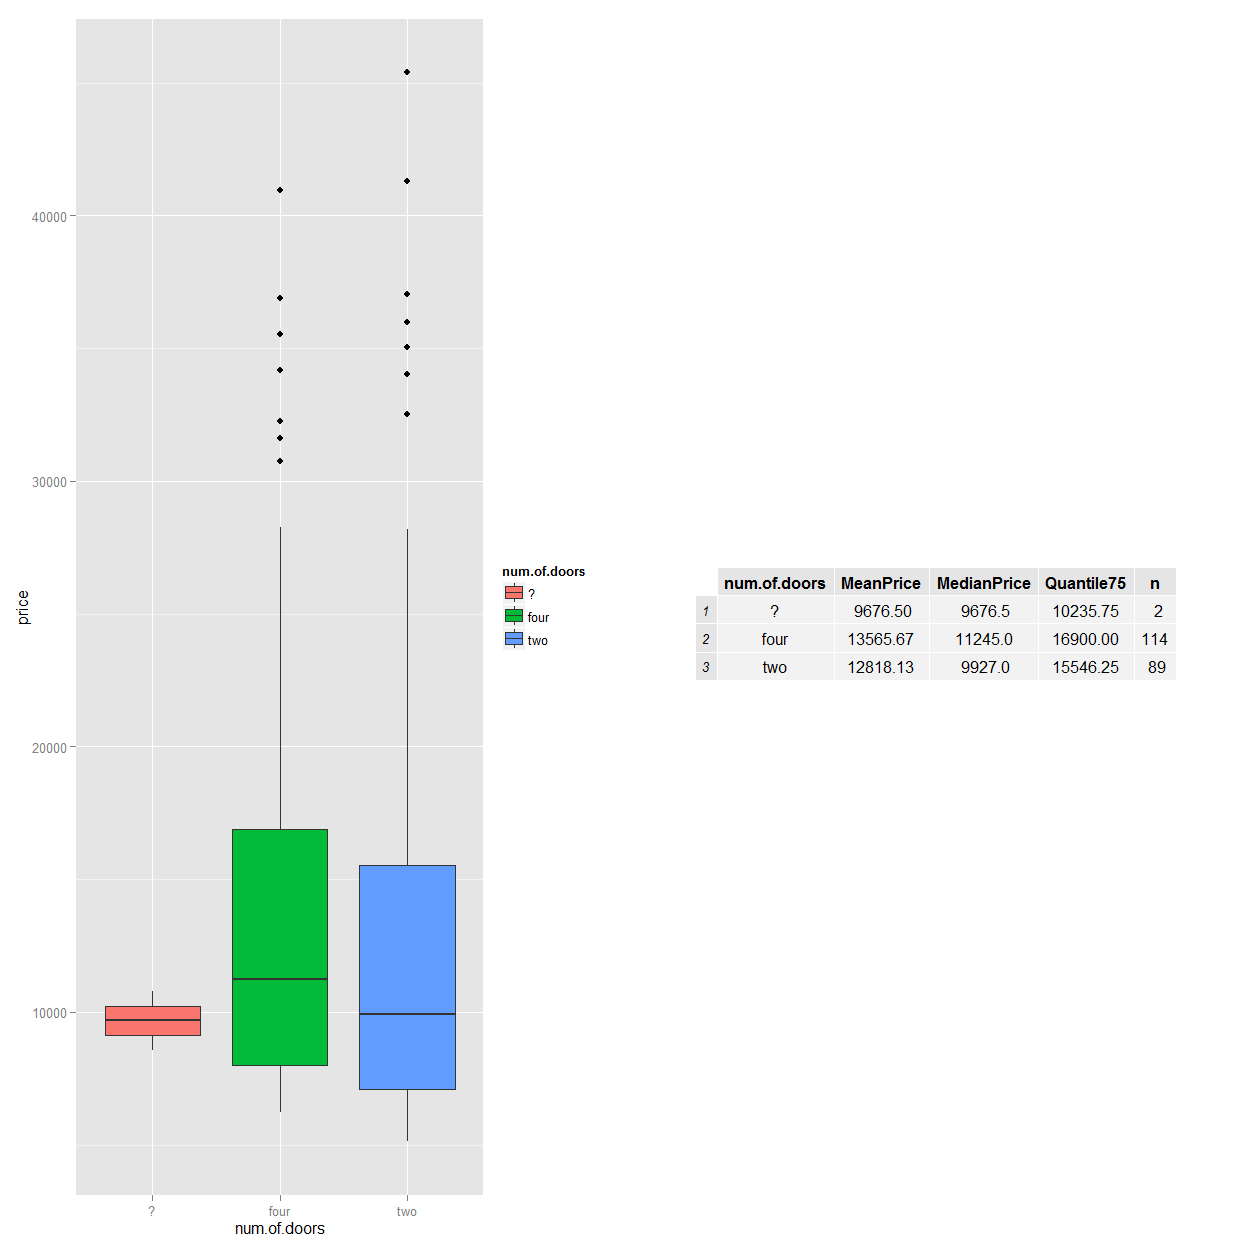 price
40000
30000
20000
10000
? four two
num.of.doors
num.of.doors
?
four
two
num.of.doors MeanPrice MedianPrice Quantile75 n
1 ? 9676.50 9676.5 10235.75 2
2 four 13565.67 11245.0 16900.00 114
3 two 12818.13 9927.0 15546.25 89